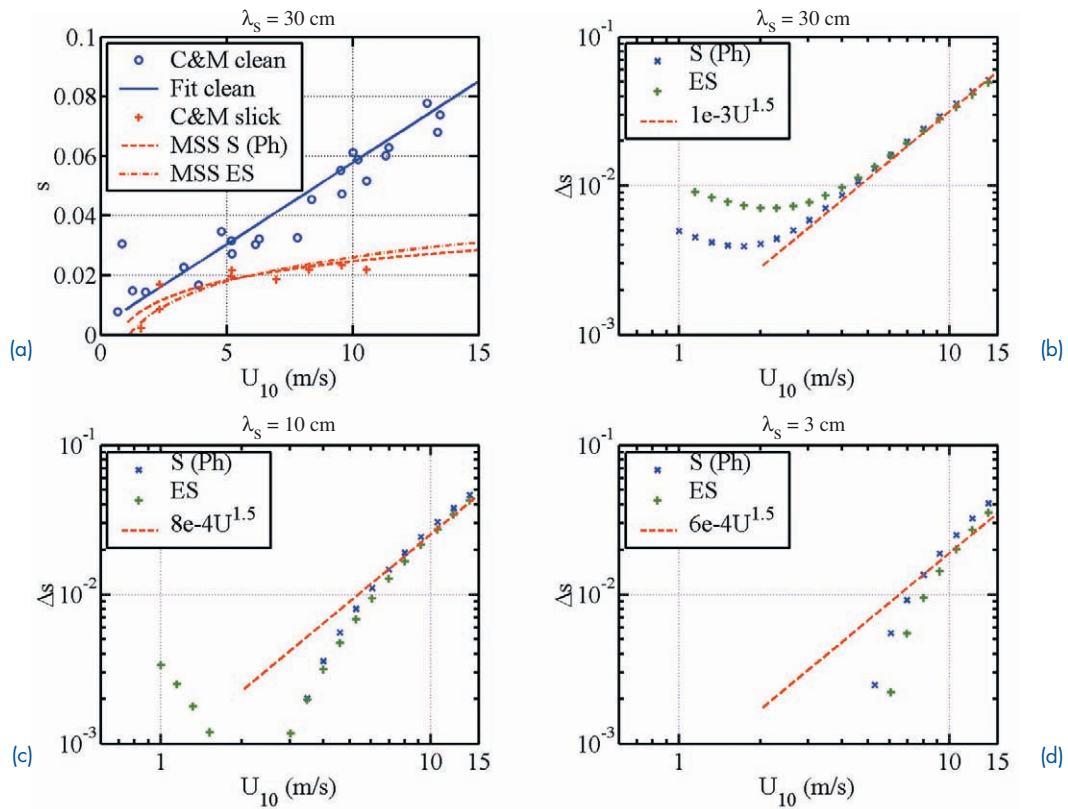 λs = 30 cm
0.1
0.08
0.06
0.04
0.02
0
s
C&M clean
Fit clean
C&M slick
MSS S (Ph)
MSS ES
0
5
10
15
U10 (m/s)
(a)
λs = 30 cm
10-1
10-2
10-3
Δs
S (Ph)
ES
1e-3U1.5
1
10
15
U10 (m/s)
(b)
λs = 10 cm
10-1
10-2
10-3
Δs
S (Ph)
ES
8e-4U1.5
1
10
15
U10 (m/s)
(c)
λs = 3 cm
10-1
10-2
10-3
Δs
S (Ph)
ES
6e-4U1.5
1
10
15
U10 (m/s)
(d)